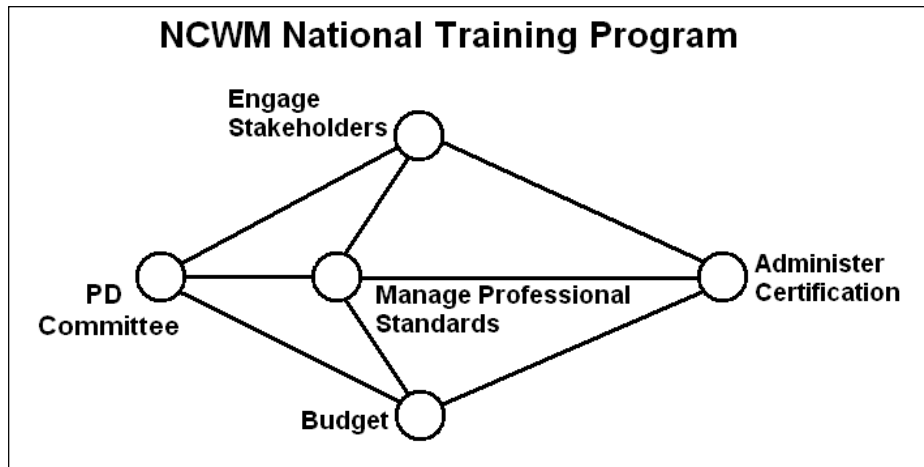 NCWM National Training Program
Engage
Stakeholders
PD
Committee
Manage Professional
Standards
Administer
Certification
Budget